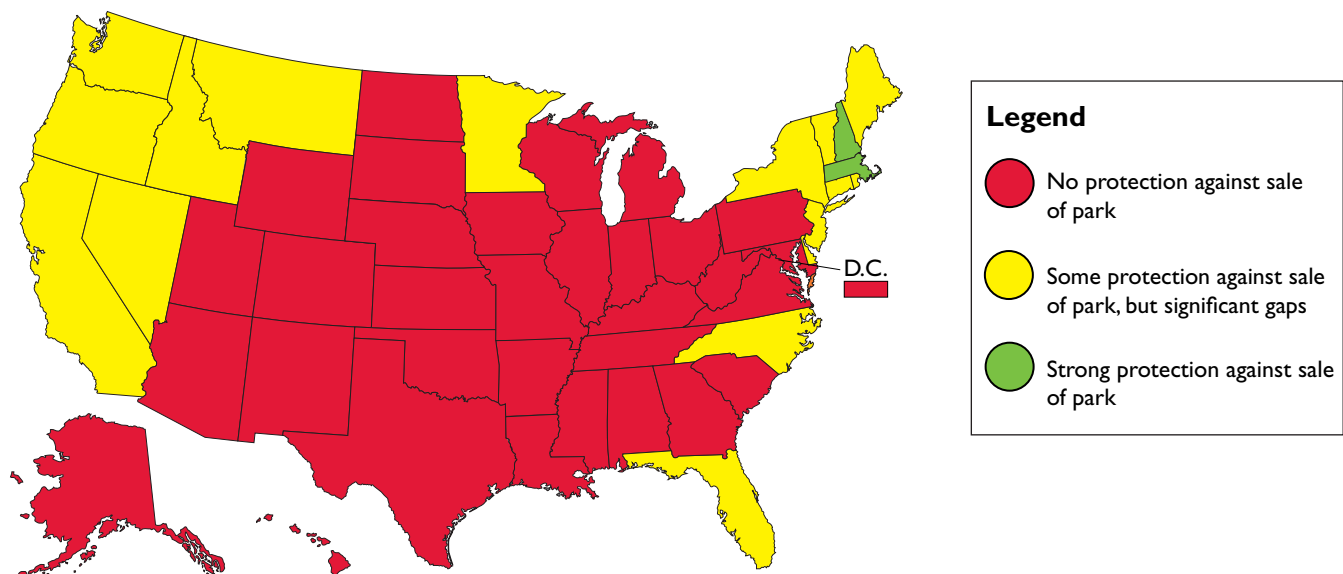 Legend
No protection against sale
of park
Some protection against sale
of park, but significant gaps
Strong protection against sale
of park
D.C.